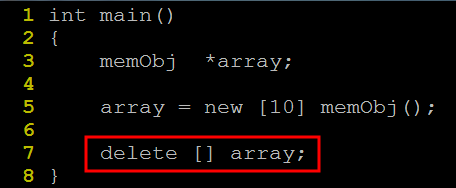 1 int main()
2 {
3     memObj  *array;
4
5     array = new [10] memObj();
6
7     delete [] array;
8 }